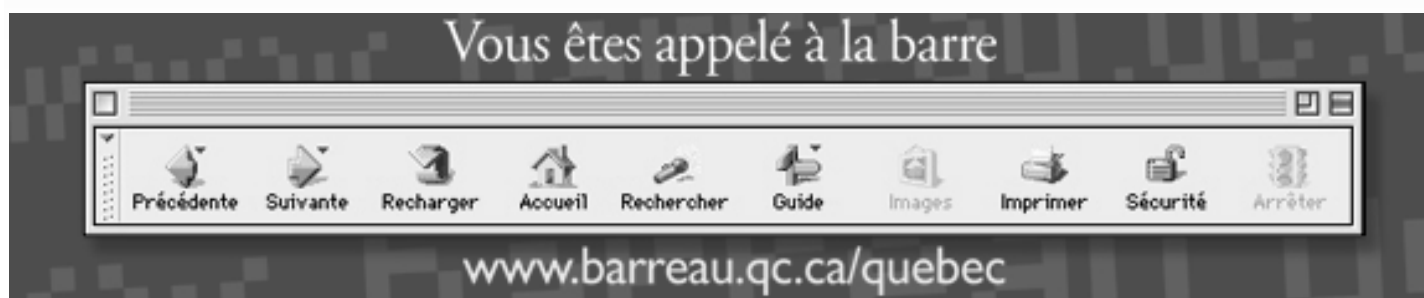 Vous êtes appelé à la barre
Précédente Suivante Recharger Accueil Rechercher Guide Images Imprimer Sécurité Arrêter
www.barreau.qc.ca/quebec